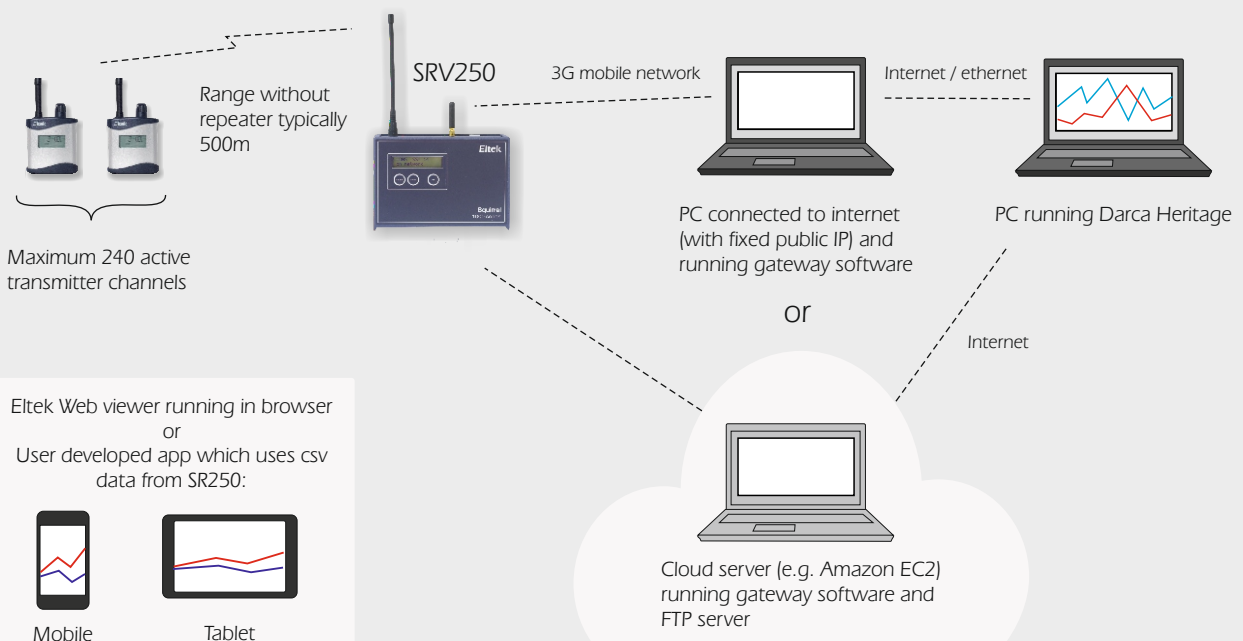 SRV250
3G mobile network
Internet / ethernet
Range without
repeater typically
500m
Eltek
Maximum 240 active
transmitter channels
PC connected to internet
(with fixed public IP) and
running gateway software
PC running Darca Heritage
or
Internet
Eltek Web viewer running in browser
or
User developed app which uses csv
data from SR250:
Mobile
Tablet
Cloud server (e.g. Amazon EC2)
running gateway software and
FTP server